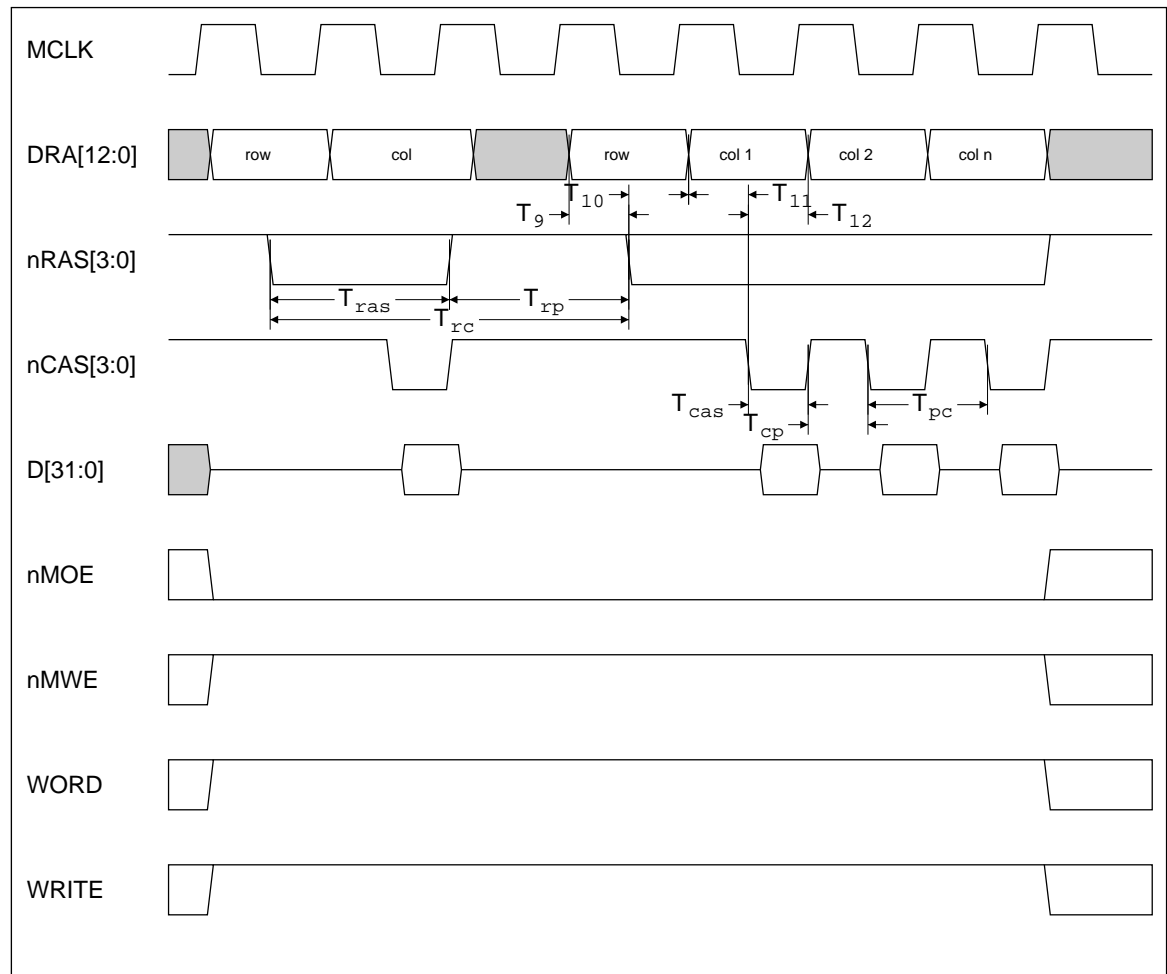 MCLK
DRA[12:0] row col row col 1 col 2 col n
T10 T11
T9 T12
nRAS[3:0]
Tras Trp
Trc
nCAS[3:0]
Tcas Tpc
Tcp
D[31:0]
nMOE
nMWE
WORD
WRITE